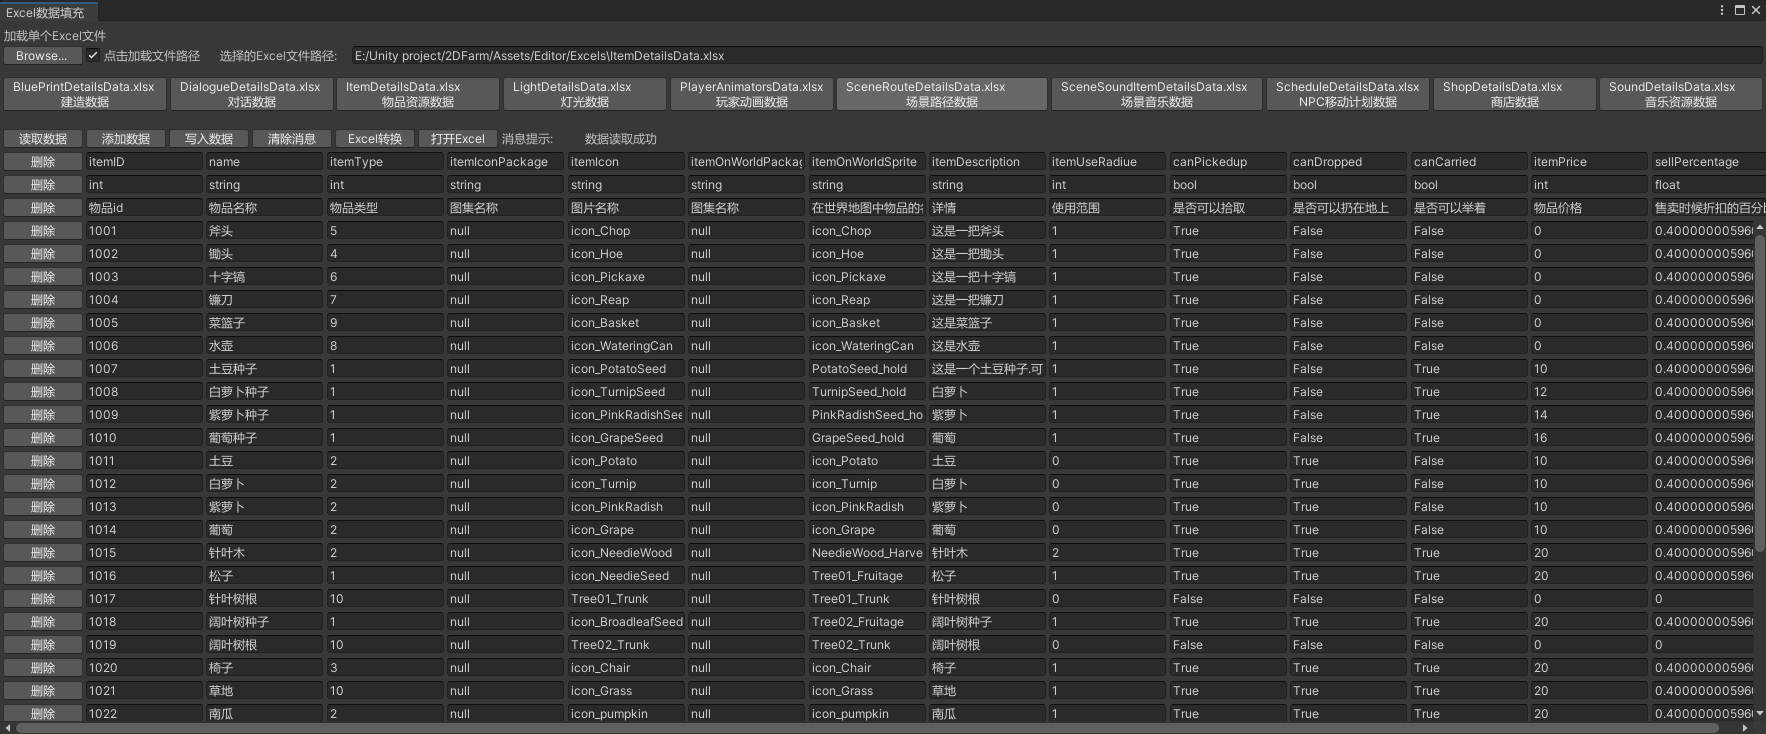 Excel数据填充
加载单个Excel文件
Browse... 点击加载文件路径 选择的Excel文件路径: E:/Unity project/2DFarm/Assets/Editor/Excels\ItemDetailsData.xlsx
BluePrintDetailsData.xlsx DialogueDetailsData.xlsx ItemDetailsData.xlsx LightDetailsData.xlsx PlayerAnimatorsData.xlsx SceneRouteDetailsData.xlsx SceneSoundItemDetailsData.xlsx ScheduleDetailsData.xlsx ShopDetailsData.xlsx SoundDetailsData.xlsx
建造数据 对话数据 物品资源数据 灯光数据 玩家动画数据 场景路径数据 场景音乐数据 NPC移动计划数据 商店数据 音乐资源数据
读取数据 添加数据 写入数据 清除消息 Excel转换 打开Excel 消息提示: 数据读取成功
删除 itemID name itemType itemIconPackage itemIcon itemOnWorldPackag itemOnWorldSprite itemDescription itemUseRadiue canPickedup canDropped canCarried itemPrice sellPercentage
删除 int string int string string string string string int bool bool bool int float
删除 物品id 物品名称 物品类型 图集名称 图片名称 图集名称 在世界地图中物品的 详情 使用范围 是否可以拾取 是否可以扔在地上 是否可以举着 物品价格 售卖时候折扣的百分
删除 1001 斧头 5 null icon_Chop null icon_Chop 这是一把斧头 1 True False False 0 0.400000005960
删除 1002 锄头 4 null icon_Hoe null icon_Hoe 这是一把锄头 1 True False False 0 0.400000005960
删除 1003 十字镐 6 null icon_Pickaxe null icon_Pickaxe 这是一把十字镐 1 True False False 0 0.400000005960
删除 1004 镰刀 7 null icon_Reap null icon_Reap 这是一把镰刀 1 True False False 0 0.400000005960
删除 1005 菜篮子 9 null icon_Basket null icon_Basket 这是菜篮子 1 True False False 0 0.400000005960
删除 1006 水壶 8 null icon_WateringCan null icon_WateringCan 这是水壶 1 True False False 0 0.400000005960
删除 1007 土豆种子 1 null icon_PotatoSeed null PotatoSeed_hold 这是一个土豆种子.可 1 True False True 10 0.400000005960
删除 1008 白萝卜种子 1 null icon_TurnipSeed null TurnipSeed_hold 白萝卜 1 True False True 12 0.400000005960
删除 1009 紫萝卜种子 1 null icon_PinkRadishSee null PinkRadishSeed_ho 紫萝卜 1 True False True 14 0.400000005960
删除 1010 葡萄种子 1 null icon_GrapeSeed null GrapeSeed_hold 葡萄 1 True False True 16 0.400000005960
删除 1011 土豆 2 null icon_Potato null icon_Potato 土豆 0 True True False 10 0.400000005960
删除 1012 白萝卜 2 null icon_Turnip null icon_Turnip 白萝卜 0 True True False 10 0.400000005960
删除 1013 紫萝卜 2 null icon_PinkRadish null icon_PinkRadish 紫萝卜 0 True True False 10 0.400000005960
删除 1014 葡萄 2 null icon_Grape null icon_Grape 葡萄 0 True True False 10 0.400000005960
删除 1015 针叶木 2 null icon_NeedieWood null NeedieWood_Harve 针叶木 2 True True True 20 0.400000005960
删除 1016 松子 1 null icon_NeedieSeed null Tree01_Fruitage 松子 1 True True True 20 0.400000005960
删除 1017 针叶树根 10 null Tree01_Trunk null Tree01_Trunk 针叶树根 0 False False False 0 0
删除 1018 阔叶树种子 1 null icon_BroadleafSeed null Tree02_Fruitage 阔叶树种子 1 True True True 20 0.400000005960
删除 1019 阔叶树根 10 null Tree02_Trunk null Tree02_Trunk 阔叶树根 0 False False False 0 0
删除 1020 椅子 3 null icon_Chair null icon_Chair 椅子 1 True True True 20 0.400000005960
删除 1021 草地 10 null icon_Grass null icon_Grass 草地 1 True True True 20 0.400000005960
删除 1022 南瓜 2 null icon_pumpkin null icon_pumpkin 南瓜 1 True True True 20 0.400000005960